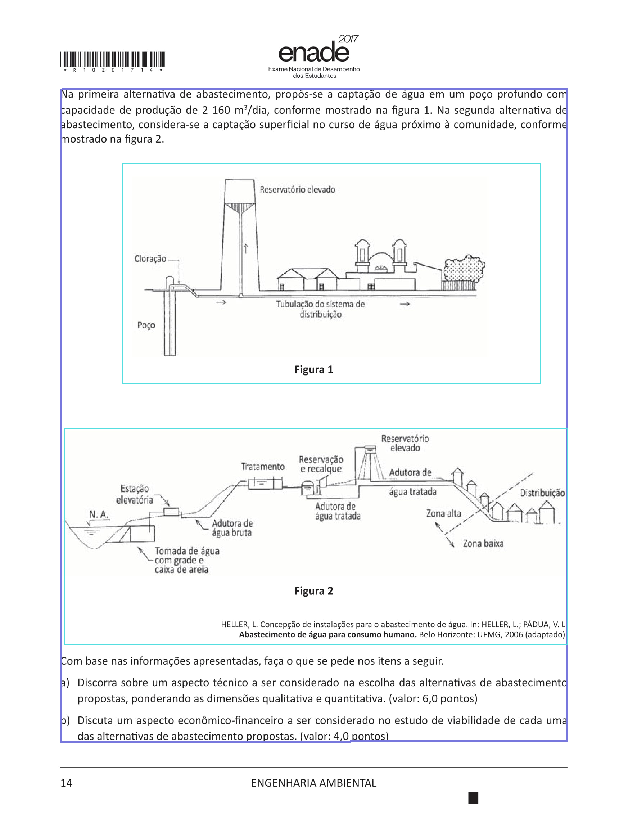 *R1420171 4*
2017
enade
Exame Nacional de Desempenho
dos Estudantes
Na primeira alternativa de abastecimento, propôs-se a captação de água em um poço profundo com
capacidade de produção de 2 160 m³/dia, conforme mostrado na figura 1. Na segunda alternativa de
abastecimento, considera-se a captação superficial no curso de água próximo à comunidade, conforme
mostrado na figura 2.
Reservatório elevado
Cloração
Tubulação do sistema de
distribuição
Poço
Figura 1
Reservatório
elevado
Reservação
e recalque
Tratamento
Adutora de
água tratada
Estação
elevatória
Distribuição
N. A.
Adutora de
água tratada
Zona alta
Adutora de
água bruta
Zona baixa
Tomada de água
com grade e
caixa de areia
Figura 2
HELLER, L. Concepção de instalações para o abastecimento de água. In: HELLER, L.; PÁDUA, V. L.
Abastecimento de água para consumo humano. Belo Horizonte: UFMG, 2006 (adaptado).
Com base nas informações apresentadas, faça o que se pede nos itens a seguir.
a) Discorra sobre um aspecto técnico a ser considerado na escolha das alternativas de abastecimento
propostas, ponderando as dimensões qualitativa e quantitativa. (valor: 6,0 pontos)
b) Discuta um aspecto econômico-financeiro a ser considerado no estudo de viabilidade de cada uma
das alternativas de abastecimento propostas. (valor: 4,0 pontos)
14
ENGENHARIA AMBIENTAL